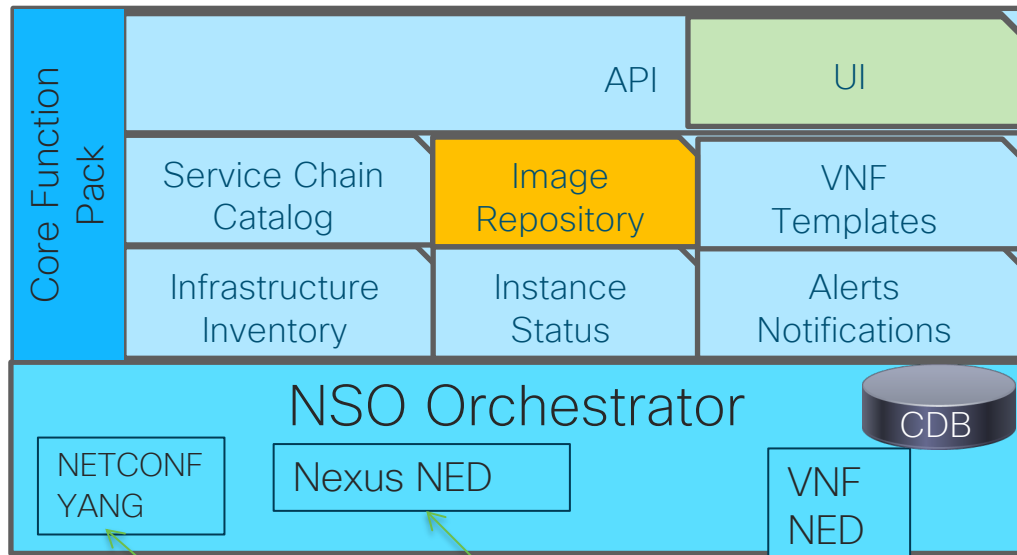 Core Function
Pack
API
UI
Service Chain
Catalog
Image
Repository
VNF
Templates
Infrastructure
Inventory
Instance
Status
Alerts
Notifications
NSO Orchestrator
CDB
NETCONF
YANG
Nexus NED
VNF
NED